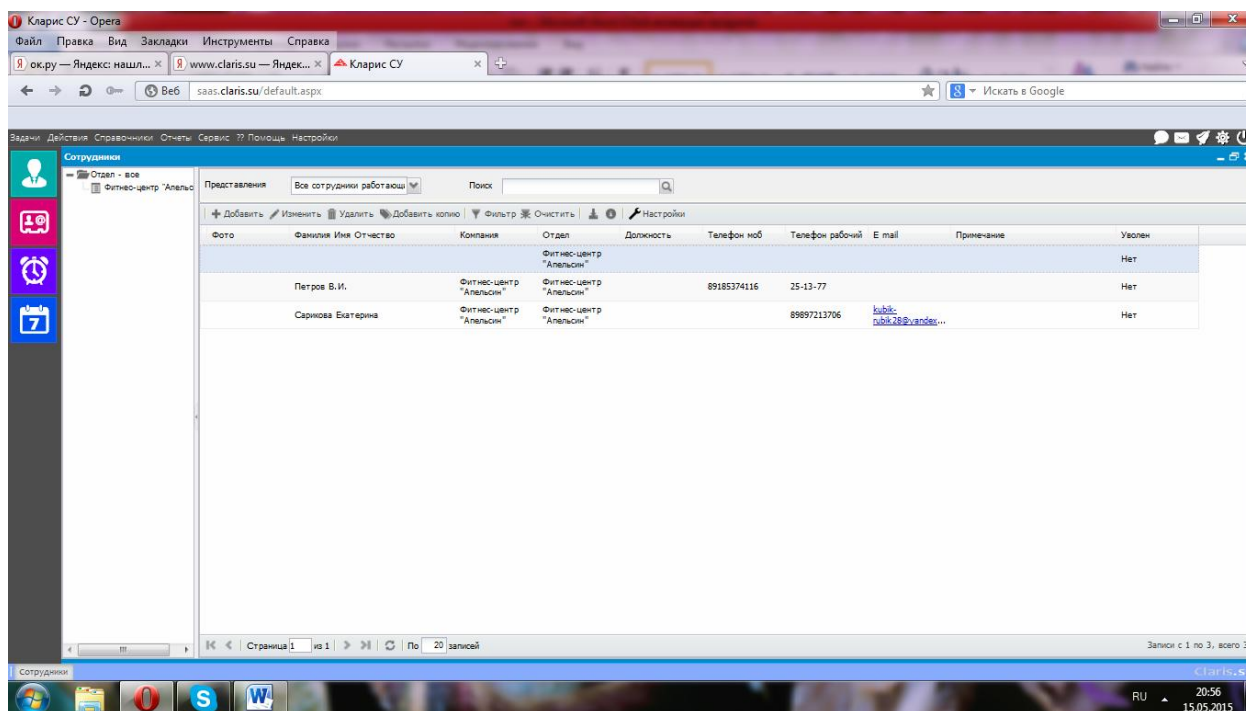 Кларис СУ - Opera
Файл Правка Вид Закладки Инструменты Справка
ок.ру — Яндекс: нашл... × www.claris.su — Яндек... × Кларис СУ ×
Веб saas.claris.su/default.aspx Искать в Google
Задачи Действия Справочники Отчеты Сервис ?? Помощь Настройки
Сотрудники
Отдел - все
Фитнес-центр "Апельс
Представления Все сотрудники работающи Поиск
Добавить Изменить Удалить Добавить копию Фильтр Очистить Настройки
Фото Фамилия Имя Отчество Компания Отдел Должность Телефон моб Телефон рабочий E mail Примечание Уволен
Фитнес-центр "Апельсин" Нет
Петров В.И. Фитнес-центр "Апельсин" Фитнес-центр "Апельсин" 89185374116 25-13-77 Нет
Сарикова Екатерина Фитнес-центр "Апельсин" Фитнес-центр "Апельсин" 89897213706 kubik-rubik28@yandex... Нет
Страница 1 из 1 По 20 записей Записи с 1 по 3, всего 3
Сотрудники Claris.s
7
RU 20:56
15.05.2015